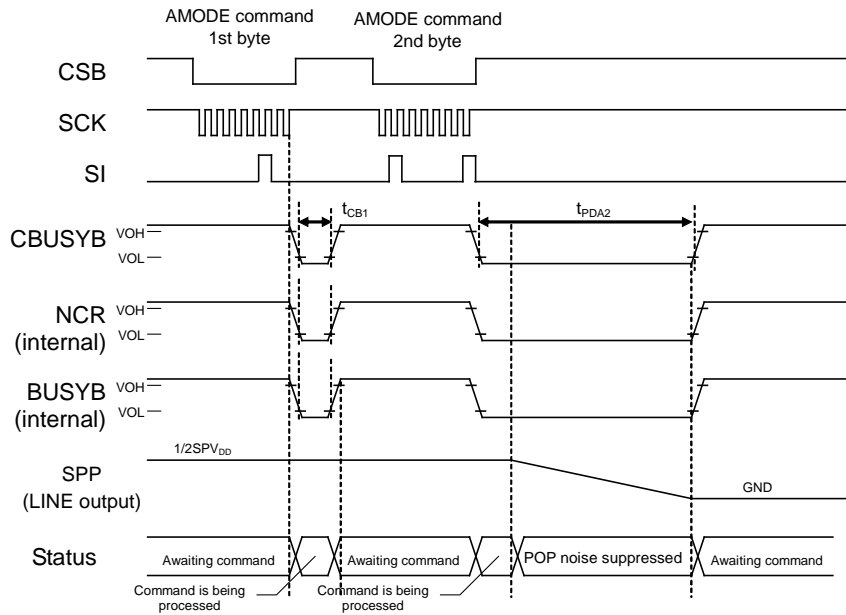 AMODE command
1st byte
AMODE command
2nd byte
CSB
SCK
SI
tCB1
tPDA2
CBUSYB
VOH
VOL
NCR
(internal)
VOH
VOL
BUSYB
(internal)
VOH
VOL
1/2SPVDD
SPP
(LINE output)
GND
Status
Awaiting command
Awaiting command
POP noise suppressed
Awaiting command
Command is being
processed
Command is being
processed